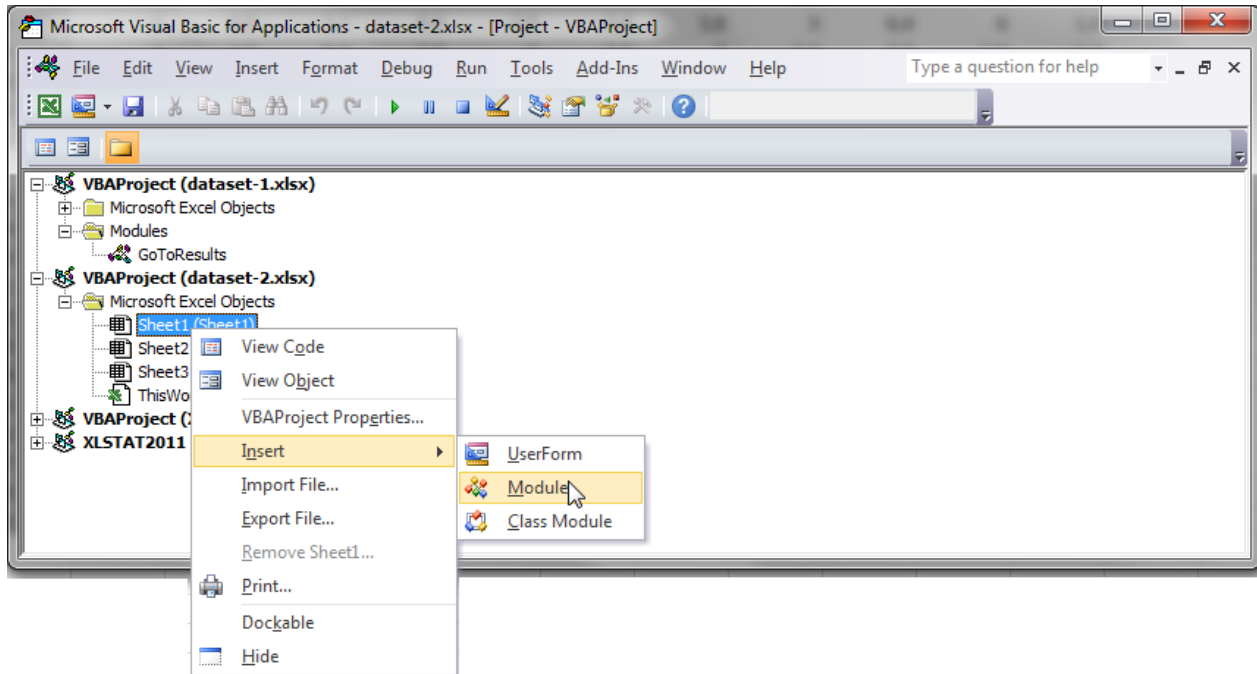 Microsoft Visual Basic for Applications - dataset-2.xlsx - [Project - VBAProject]
File Edit View Insert Format Debug Run Tools Add-Ins Window Help Type a question for help
VBAProject (dataset-1.xlsx)
Microsoft Excel Objects
Modules
GoToResults
VBAProject (dataset-2.xlsx)
Microsoft Excel Objects
Sheet1 (Sheet1)
Sheet2
Sheet3
ThisWo
VBAProject (
XLSTAT2011
View Code
View Object
VBAProject Properties...
Insert
Import File...
Export File...
Remove Sheet1...
Print...
Dockable
Hide
UserForm
Module
Class Module